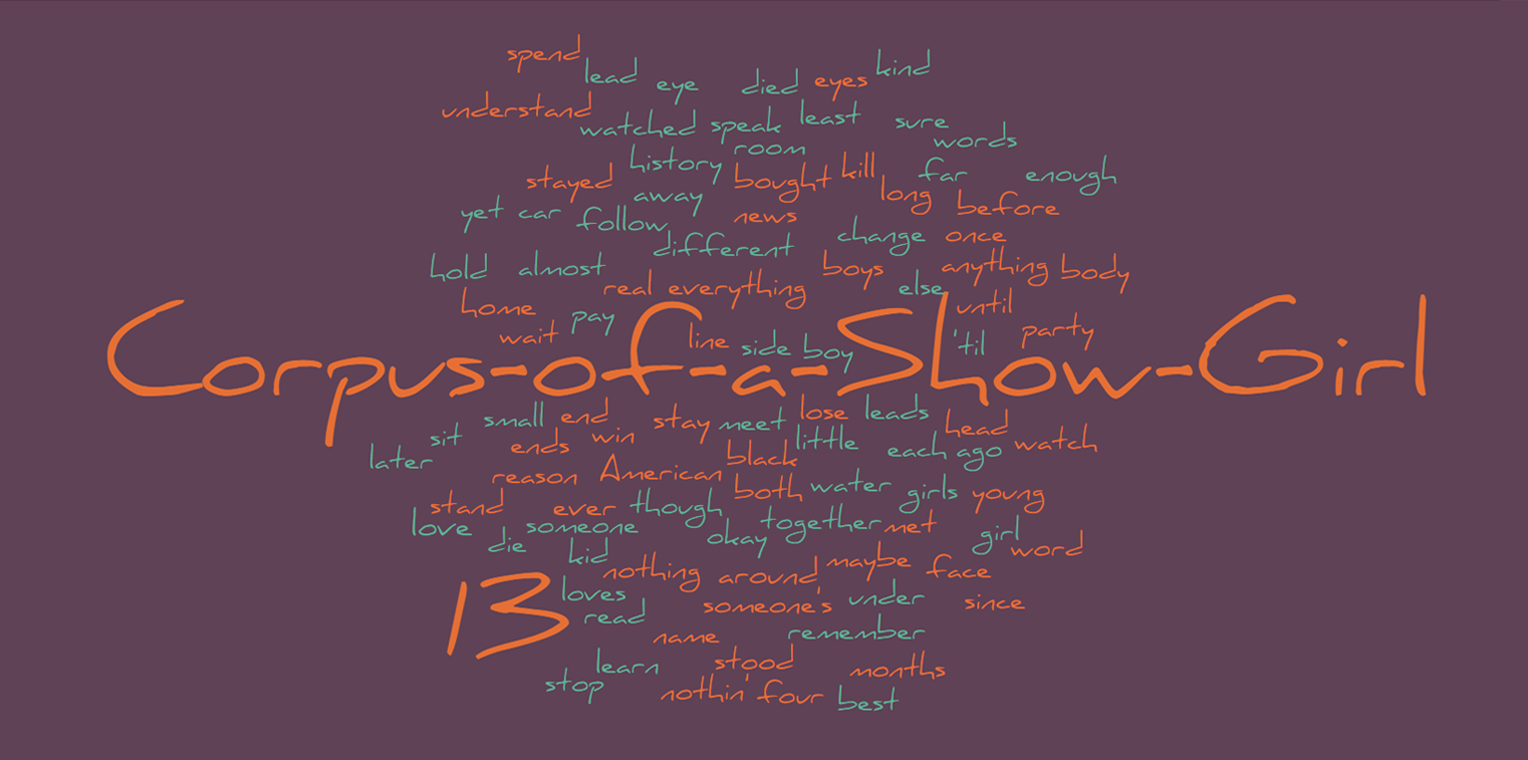 spend
lead eye died eyes kind
understand
watched speak least sure
words
history room
stayed bought kill far enough
away long before
yet car follow news
different change once
hold almost boys anything body
real everything else
home until
wait pay line side boy 'til party
Corpus-of-a-Show-Girl
small end stay meet lose leads head
sit ends win little each ago watch
later black
reason American both water girls young
stand ever though
love someone okay together met girl
die kid word
nothing around maybe face
13 loves someone's under since
read
name remember
learn stood months
stop nothin' four best